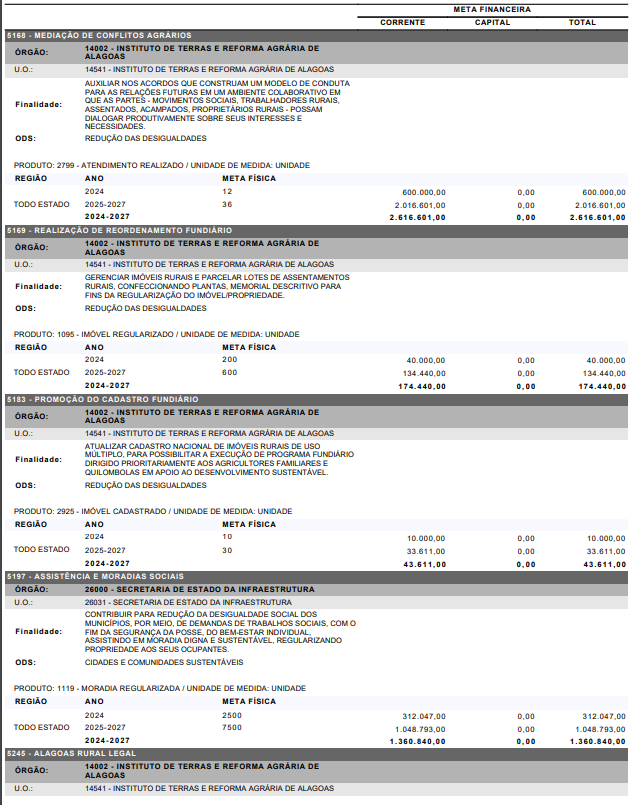 META FINANCEIRA
CORRENTE CAPITAL TOTAL
5168 - MEDIAÇÃO DE CONFLITOS AGRÁRIOS
ÓRGÃO: 14002 - INSTITUTO DE TERRAS E REFORMA AGRÁRIA DE
ALAGOAS
U.O.: 14541 - INSTITUTO DE TERRAS E REFORMA AGRÁRIA DE ALAGOAS
Finalidade: AUXILIAR NOS ACORDOS QUE CONSTRUAM UM MODELO DE CONDUTA
PARA AS RELAÇÕES FUTURAS EM UM AMBIENTE COLABORATIVO EM
QUE AS PARTES - MOVIMENTOS SOCIAIS, TRABALHADORES RURAIS,
ASSENTADOS, ACAMPADOS, PROPRIETÁRIOS RURAIS - POSSAM
DIALOGAR PRODUTIVAMENTE SOBRE SEUS INTERESSES E
NECESSIDADES.
ODS: REDUÇÃO DAS DESIGUALDADES
PRODUTO: 2799 - ATENDIMENTO REALIZADO / UNIDADE DE MEDIDA: UNIDADE
REGIÃO ANO META FÍSICA
2024 12 600.000,00 0,00 600.000,00
TODO ESTADO 2025-2027 36 2.016.601,00 0,00 2.016.601,00
2024-2027 2.616.601,00 0,00 2.616.601,00
5169 - REALIZAÇÃO DE REORDENAMENTO FUNDIÁRIO
ÓRGÃO: 14002 - INSTITUTO DE TERRAS E REFORMA AGRÁRIA DE
ALAGOAS
U.O.: 14541 - INSTITUTO DE TERRAS E REFORMA AGRÁRIA DE ALAGOAS
Finalidade: GERENCIAR IMÓVEIS RURAIS E PARCELAR LOTES DE ASSENTAMENTOS
RURAIS, CONFECCIONANDO PLANTAS, MEMORIAL DESCRITIVO PARA
FINS DA REGULARIZAÇÃO DO IMÓVEL/PROPRIEDADE.
ODS: REDUÇÃO DAS DESIGUALDADES
PRODUTO: 1095 - IMÓVEL REGULARIZADO / UNIDADE DE MEDIDA: UNIDADE
REGIÃO ANO META FÍSICA
2024 200 40.000,00 0,00 40.000,00
TODO ESTADO 2025-2027 600 134.440,00 0,00 134.440,00
2024-2027 174.440,00 0,00 174.440,00
5183 - PROMOÇÃO DO CADASTRO FUNDIÁRIO
ÓRGÃO: 14002 - INSTITUTO DE TERRAS E REFORMA AGRÁRIA DE
ALAGOAS
U.O.: 14541 - INSTITUTO DE TERRAS E REFORMA AGRÁRIA DE ALAGOAS
Finalidade: ATUALIZAR CADASTRO NACIONAL DE IMÓVEIS RURAIS DE USO
MÚLTIPLO, PARA POSSIBILITAR A EXECUÇÃO DE PROGRAMA FUNDIÁRIO
DIRIGIDO PRIORITARIAMENTE AOS AGRICULTORES FAMILIARES E
QUILOMBOLAS EM APOIO AO DESENVOLVIMENTO SUSTENTÁVEL.
ODS: REDUÇÃO DAS DESIGUALDADES
PRODUTO: 2925 - IMÓVEL CADASTRADO / UNIDADE DE MEDIDA: UNIDADE
REGIÃO ANO META FÍSICA
2024 10 10.000,00 0,00 10.000,00
TODO ESTADO 2025-2027 30 33.611,00 0,00 33.611,00
2024-2027 43.611,00 0,00 43.611,00
5197 - ASSISTÊNCIA E MORADIAS SOCIAIS
ÓRGÃO: 26000 - SECRETARIA DE ESTADO DA INFRAESTRUTURA
U.O.: 26031 - SECRETARIA DE ESTADO DA INFRAESTRUTURA
Finalidade: CONTRIBUIR PARA REDUÇÃO DA DESIGUALDADE SOCIAL DOS
MUNICÍPIOS, POR MEIO, DE DEMANDAS DE TRABALHOS SOCIAIS, COM O
FIM DA SEGURANÇA DA POSSE, DO BEM-ESTAR INDIVIDUAL,
ASSISTINDO EM MORADIA DIGNA E SUSTENTÁVEL, REGULARIZANDO
PROPRIEDADE AOS SEUS OCUPANTES.
ODS: CIDADES E COMUNIDADES SUSTENTÁVEIS
PRODUTO: 1119 - MORADIA REGULARIZADA / UNIDADE DE MEDIDA: UNIDADE
REGIÃO ANO META FÍSICA
2024 2500 312.047,00 0,00 312.047,00
TODO ESTADO 2025-2027 7500 1.048.793,00 0,00 1.048.793,00
2024-2027 1.360.840,00 0,00 1.360.840,00
5245 - ALAGOAS RURAL LEGAL
ÓRGÃO: 14002 - INSTITUTO DE TERRAS E REFORMA AGRÁRIA DE
ALAGOAS
U.O.: 14541 - INSTITUTO DE TERRAS E REFORMA AGRÁRIA DE ALAGOAS